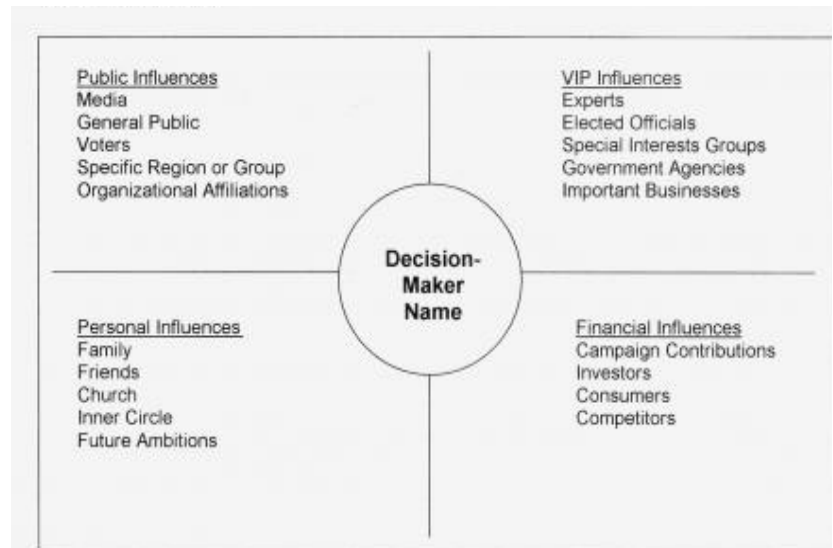 Public Influences
Media
General Public
Voters
Specific Region or Group
Organizational Affiliations
VIP Influences
Experts
Elected Officials
Special Interests Groups
Government Agencies
Important Businesses
Decision-
Maker
Name
Personal Influences
Family
Friends
Church
Inner Circle
Future Ambitions
Financial Influences
Campaign Contributions
Investors
Consumers
Competitors